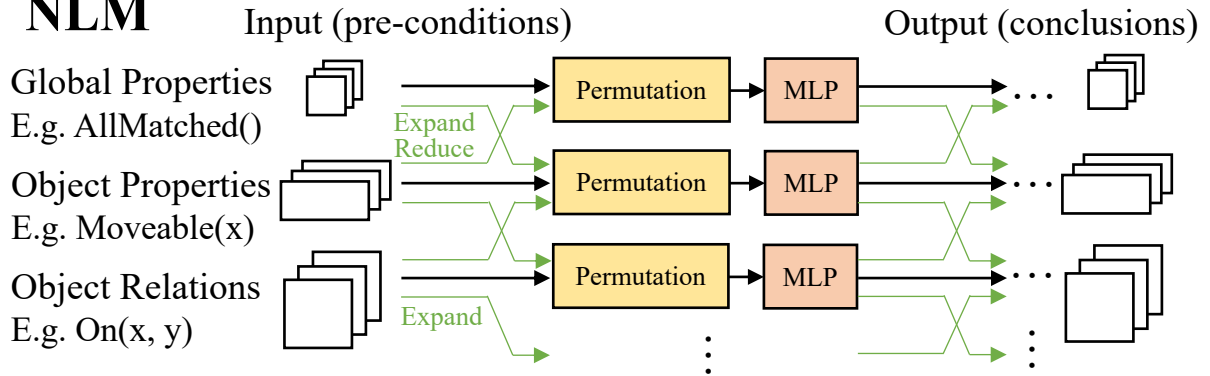 NLM
Input (pre-conditions)
Output (conclusions)
Global Properties
E.g. AllMatched()
Expand
Reduce
Permutation
MLP
...
Object Properties
E.g. Moveable(x)
Permutation
MLP
...
Object Relations
E.g. On(x, y)
Expand
Permutation
MLP
...